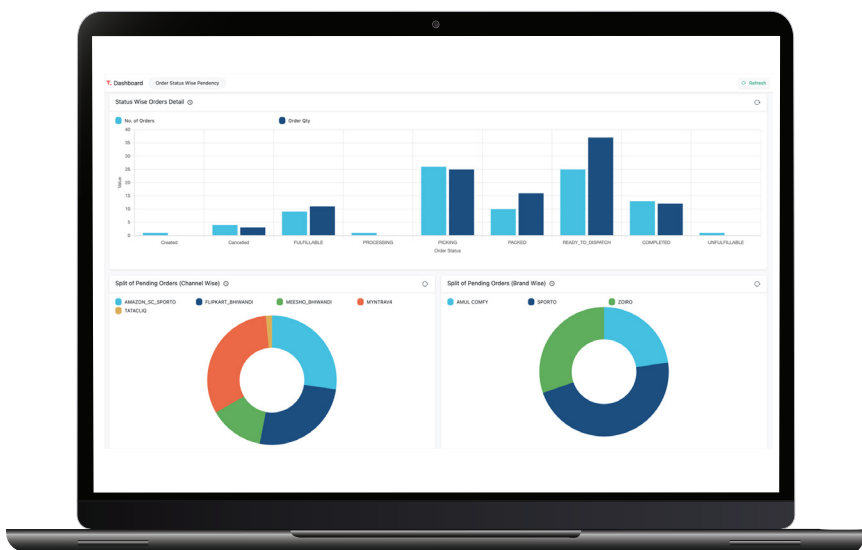 T. Dashboard Order Status Wise Pendency Refresh
Status Wise Orders Detail
No. of Orders Order Qty
40
35
30
25
20
15
10
5
0
Value
Created Cancelled FULFILLABLE PROCESSING PICKING PACKED READY_TO_DISPATCH COMPLETED UNFULFILLABLE
Order Status
Split of Pending Orders (Channel Wise) Split of Pending Orders (Brand Wise)
AMAZON_SC_SPORTO FLIPKART_BHIWANDI MEESHO_BHIWANDI MYNTRAV4
TATACLIQ
AMUL COMFY SPORTO ZOIRO